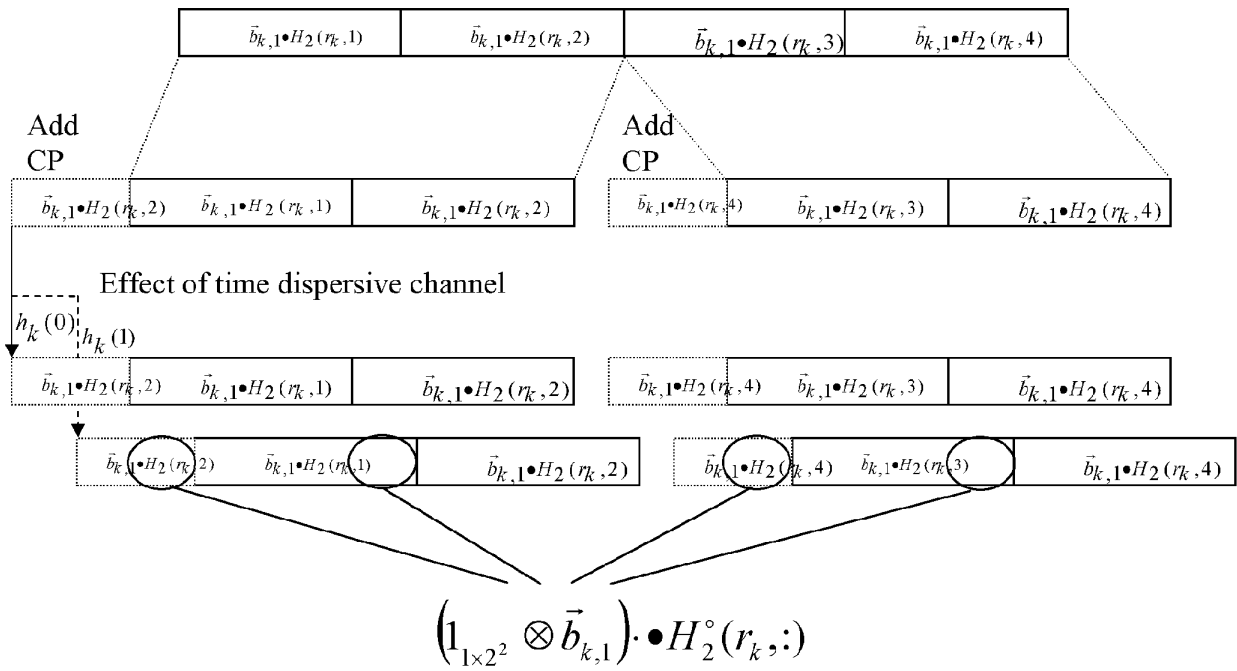 b⃗k,1•H2(rk,1) b⃗k,1•H2(rk,2) b⃗k,1•H2(rk,3) b⃗k,1•H2(rk,4)
Add CP
Add CP
b⃗k,1•H2(rk,2) b⃗k,1•H2(rk,1) b⃗k,1•H2(rk,2) b⃗k,1•H2(rk,4) b⃗k,1•H2(rk,3) b⃗k,1•H2(rk,4)
Effect of time dispersive channel
hk(0) hk(1)
b⃗k,1•H2(rk,2) b⃗k,1•H2(rk,1) b⃗k,1•H2(rk,2) b⃗k,1•H2(rk,4) b⃗k,1•H2(rk,3) b⃗k,1•H2(rk,4)
b⃗k,1•H2(rk,2) b⃗k,1•H2(rk,1) b⃗k,1•H2(rk,2) b⃗k,1•H2(rk,4) b⃗k,1•H2(rk,3) b⃗k,1•H2(rk,4)
(1_{1×2²} ⊗ b⃗k,1)·•H₂°(rk,:)